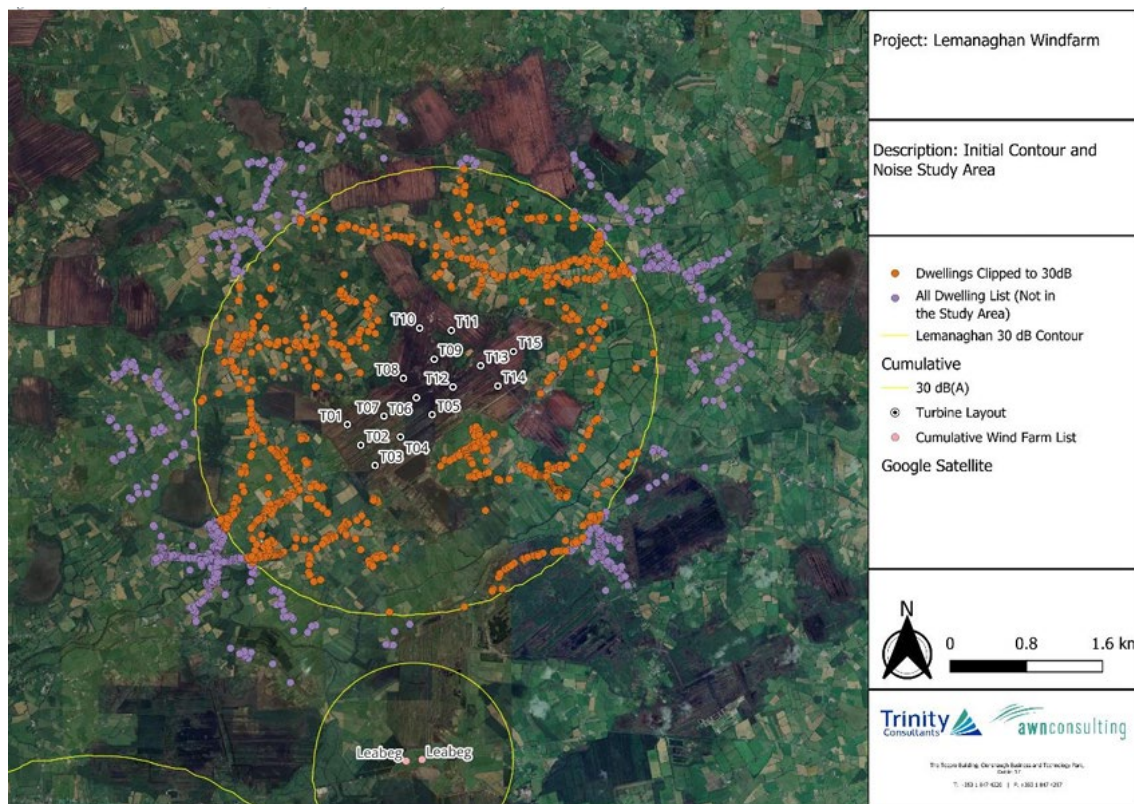 Project: Lemanaghan Windfarm
Description: Initial Contour and
Noise Study Area
Dwellings Clipped to 30dB
All Dwelling List (Not in
the Study Area)
Lemanaghan 30 dB Contour
Cumulative
30 dB(A)
Turbine Layout
Cumulative Wind Farm List
Google Satellite
N
0 0.8 1.6 km
Trinity
Consultants
awnconsulting
T10
T11
T09
T15
T13
T08
T12
T14
T07
T06
T05
T01
T02
T04
T03
Leabeg
Leabeg